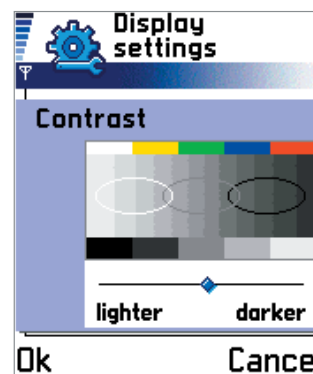 Display
settings
Contrast
lighter darker
Ok Cance